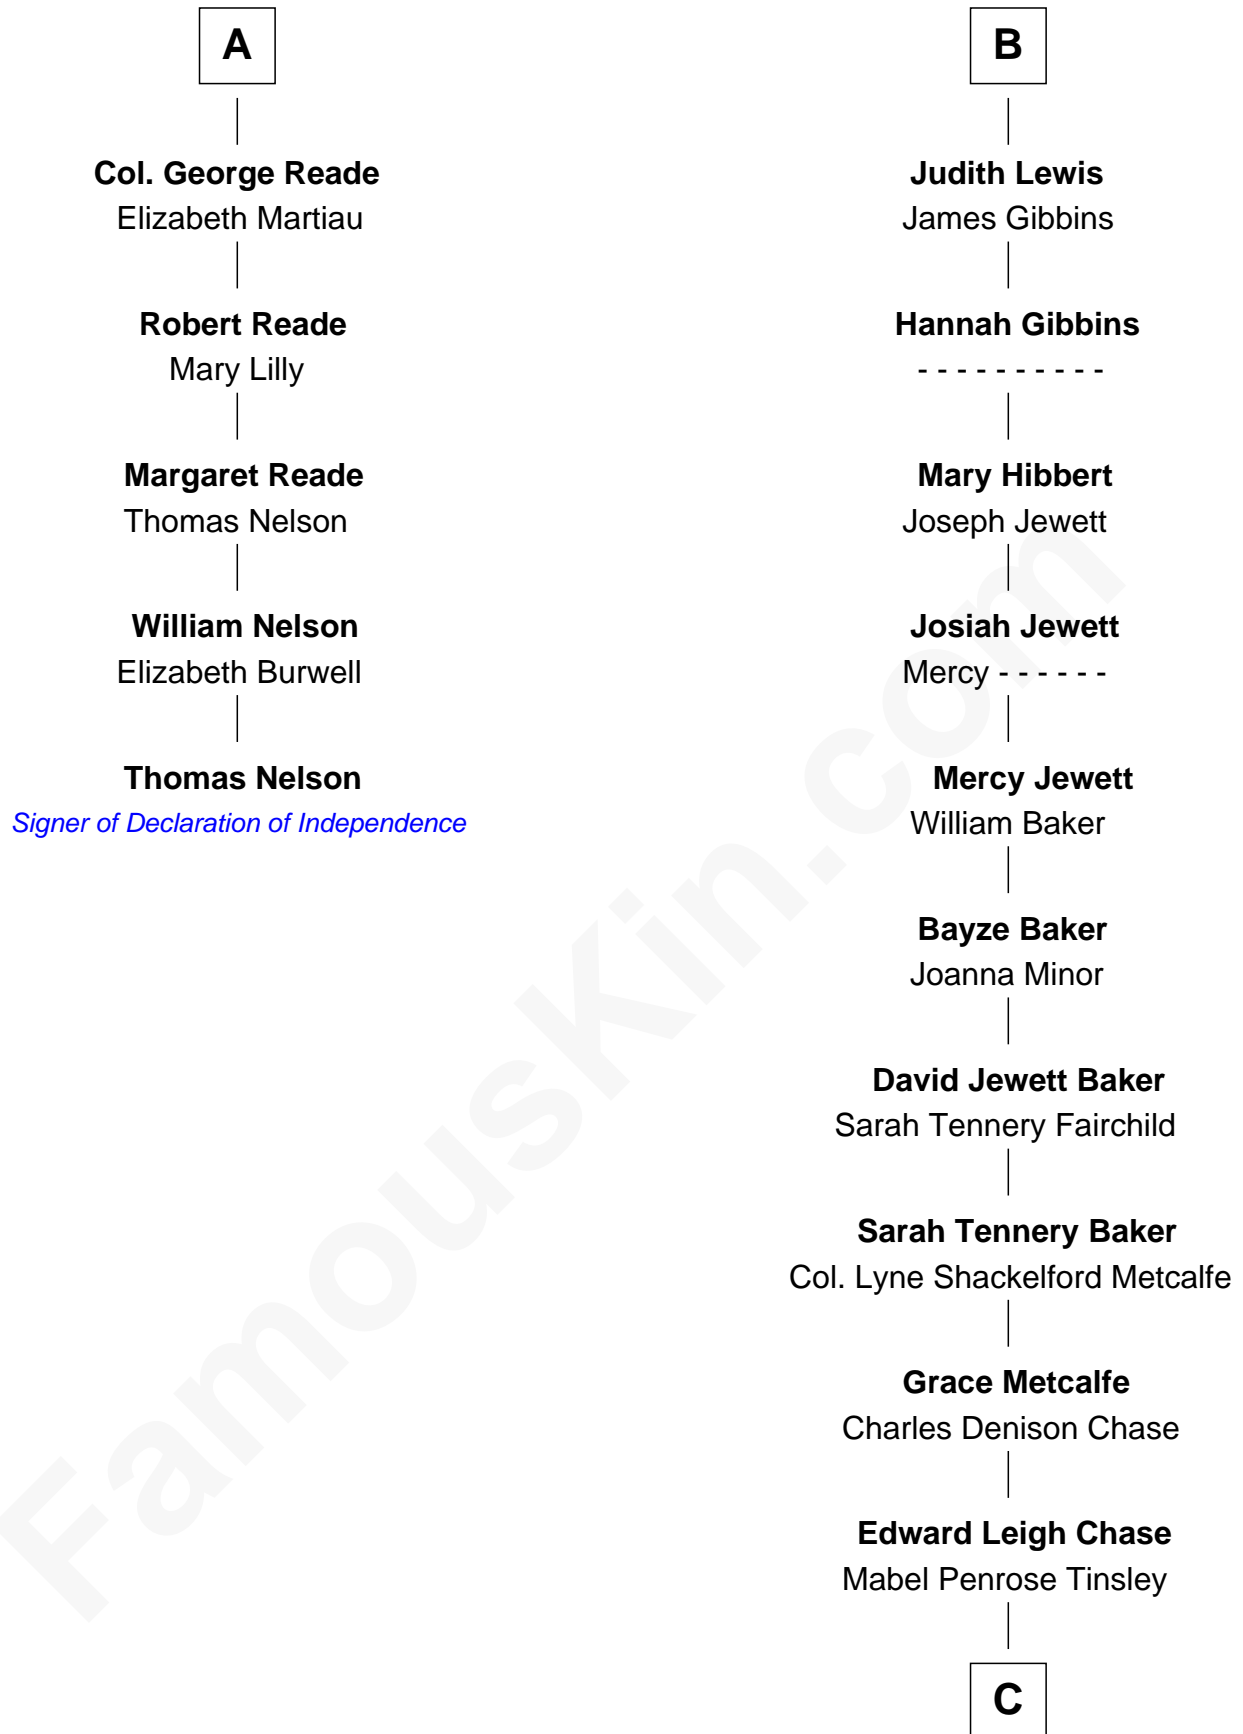 A
Col. George Reade
Elizabeth Martiau
Robert Reade
Mary Lilly
Margaret Reade
Thomas Nelson
William Nelson
Elizabeth Burwell
Thomas Nelson
Signer of Declaration of Independence
B
Judith Lewis
James Gibbins
Hannah Gibbins
- - - - - - - - - -
Mary Hibbert
Joseph Jewett
Josiah Jewett
Mercy - - - - - -
Mercy Jewett
William Baker
Bayze Baker
Joanna Minor
David Jewett Baker
Sarah Tennery Fairchild
Sarah Tennery Baker
Col. Lyne Shackelford Metcalfe
Grace Metcalfe
Charles Denison Chase
Edward Leigh Chase
Mabel Penrose Tinsley
C
FamousKin.com